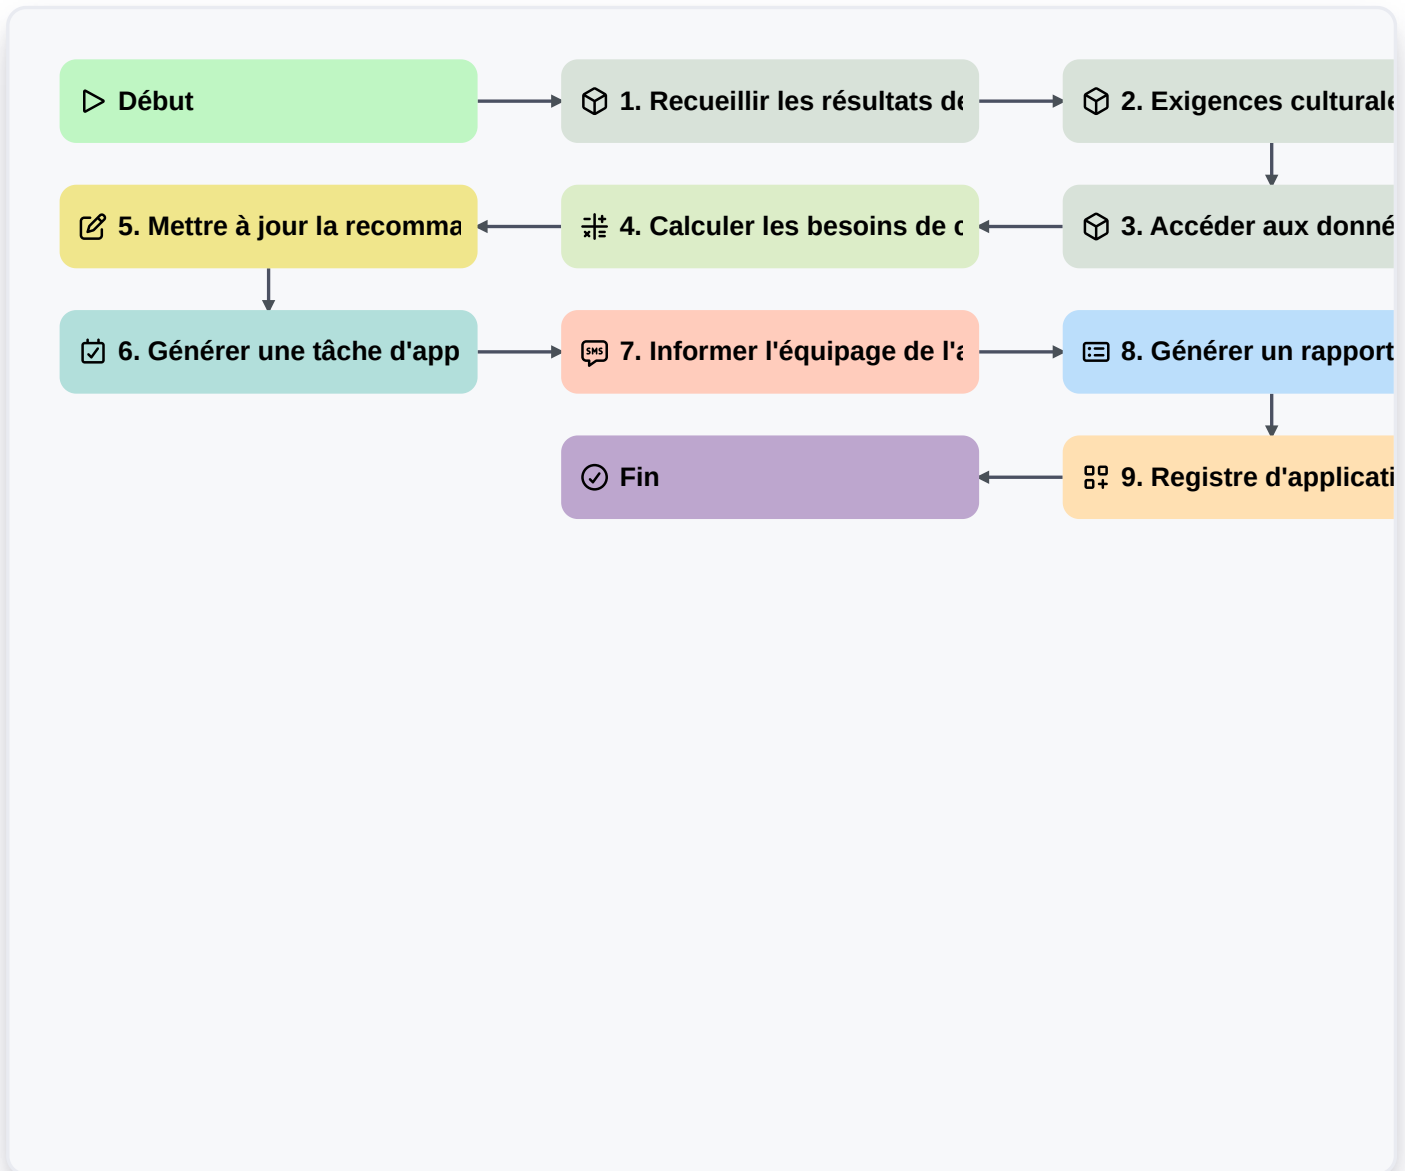 Début
1. Recueillir les résultats de
2. Exigences culturale
5. Mettre à jour la recomma
4. Calculer les besoins de c
3. Accéder aux donné
6. Générer une tâche d'app
SMS
7. Informer l'équipage de l'a
8. Générer un rapport
Fin
9. Registre d'applicati